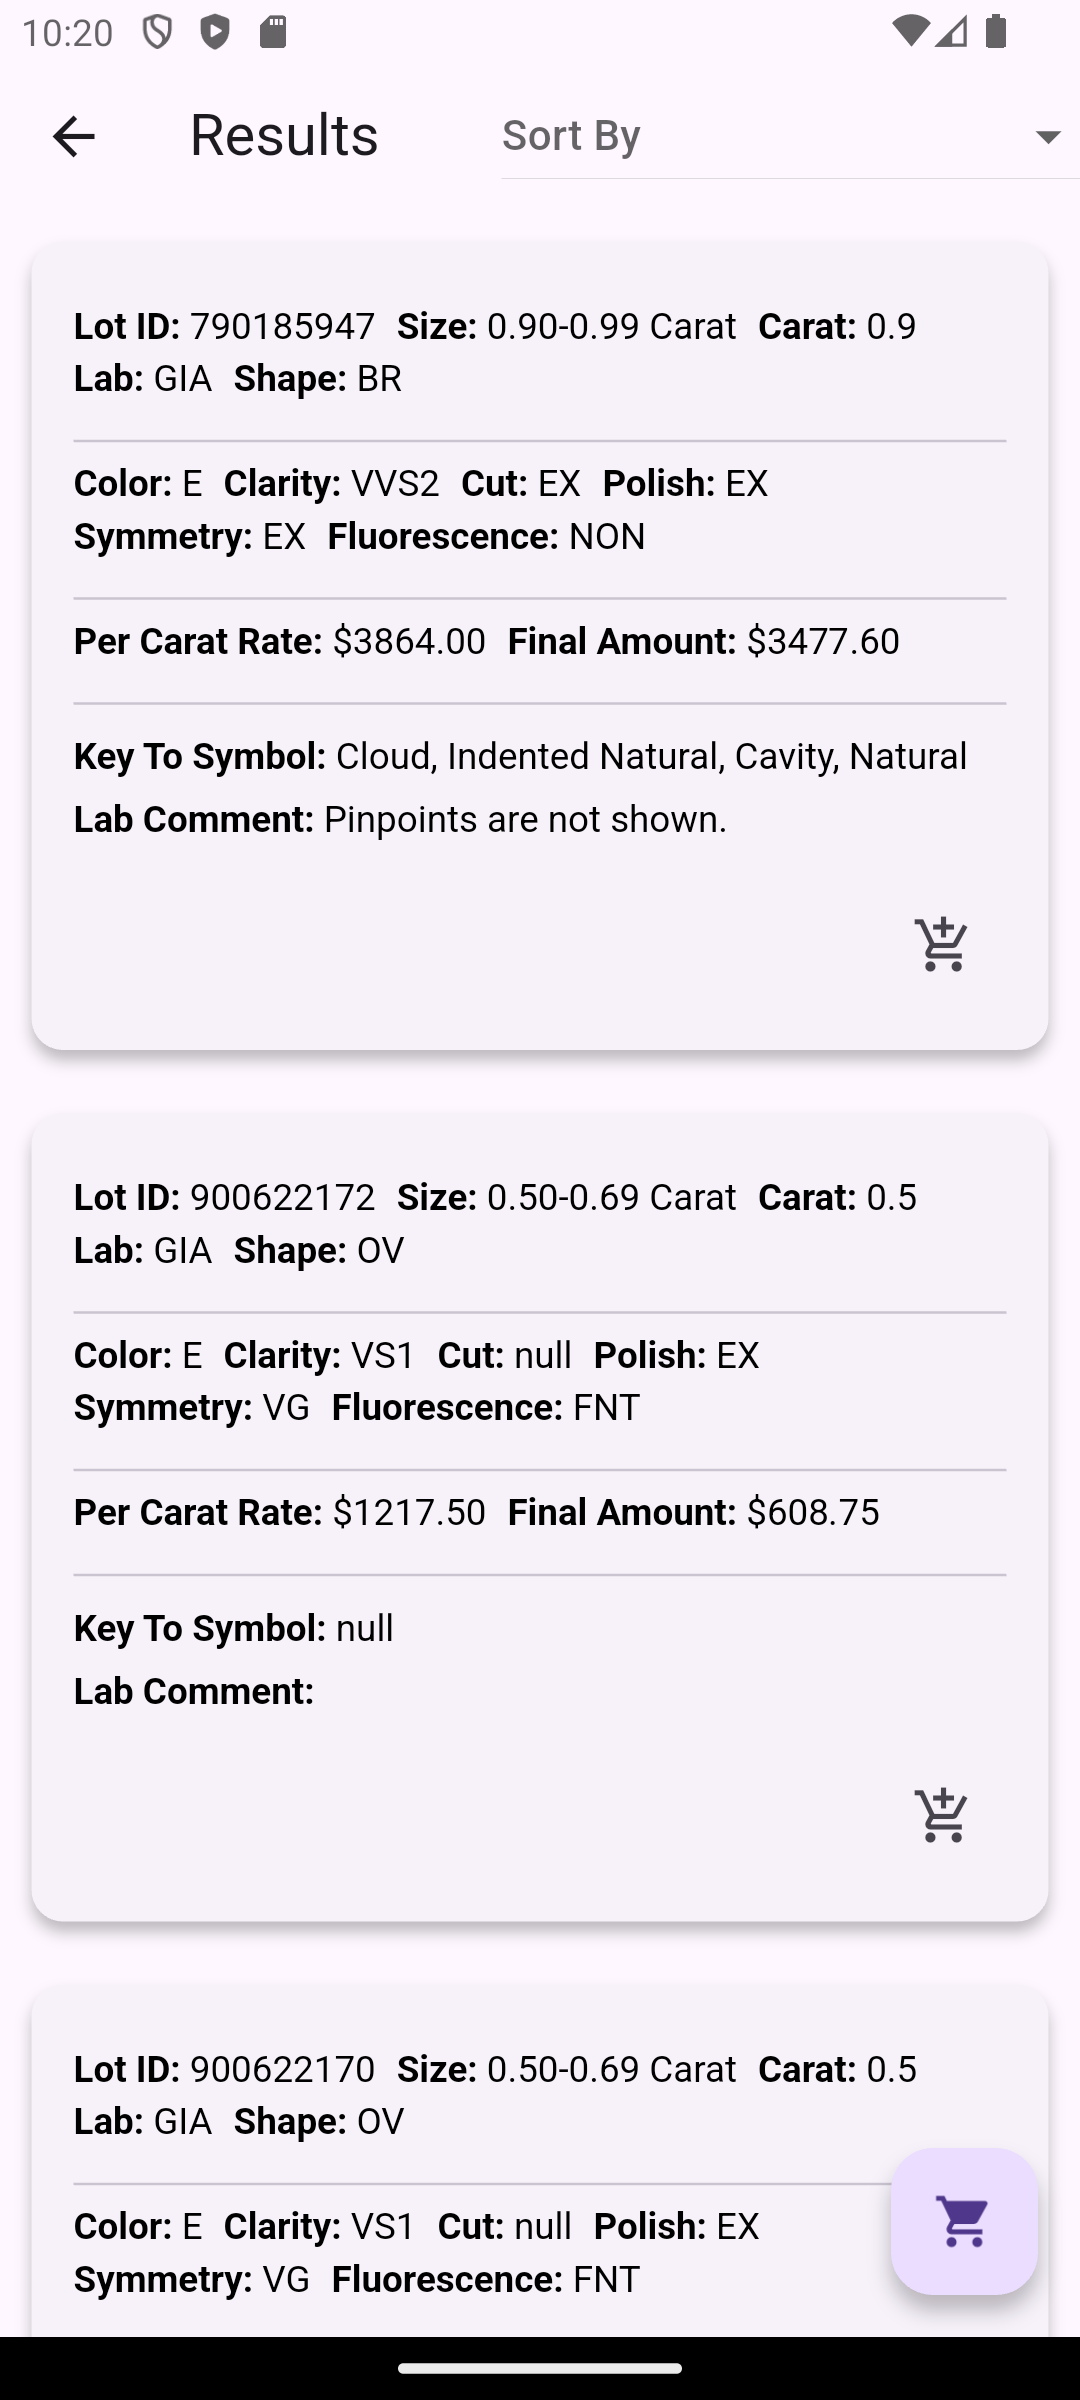 10:20
Results
Sort By
Lot ID: 790185947 Size: 0.90-0.99 Carat Carat: 0.9
Lab: GIA Shape: BR
Color: E Clarity: VVS2 Cut: EX Polish: EX
Symmetry: EX Fluorescence: NON
Per Carat Rate: $3864.00 Final Amount: $3477.60
Key To Symbol: Cloud, Indented Natural, Cavity, Natural
Lab Comment: Pinpoints are not shown.
Lot ID: 900622172 Size: 0.50-0.69 Carat Carat: 0.5
Lab: GIA Shape: OV
Color: E Clarity: VS1 Cut: null Polish: EX
Symmetry: VG Fluorescence: FNT
Per Carat Rate: $1217.50 Final Amount: $608.75
Key To Symbol: null
Lab Comment:
Lot ID: 900622170 Size: 0.50-0.69 Carat Carat: 0.5
Lab: GIA Shape: OV
Color: E Clarity: VS1 Cut: null Polish: EX
Symmetry: VG Fluorescence: FNT